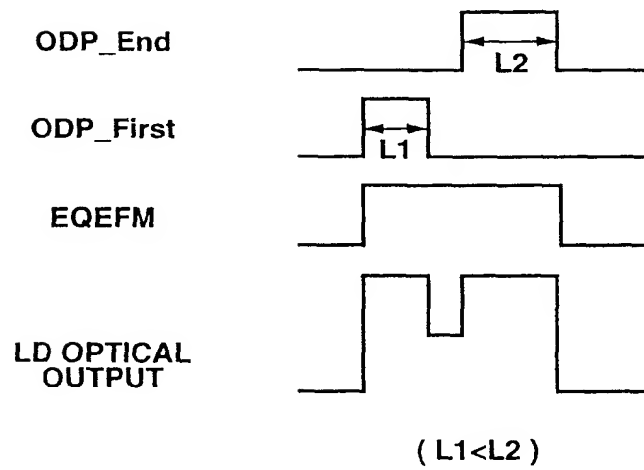 ODP_End
L2
ODP_First
L1
EQEFM
LD OPTICAL
OUTPUT
( L1<L2 )